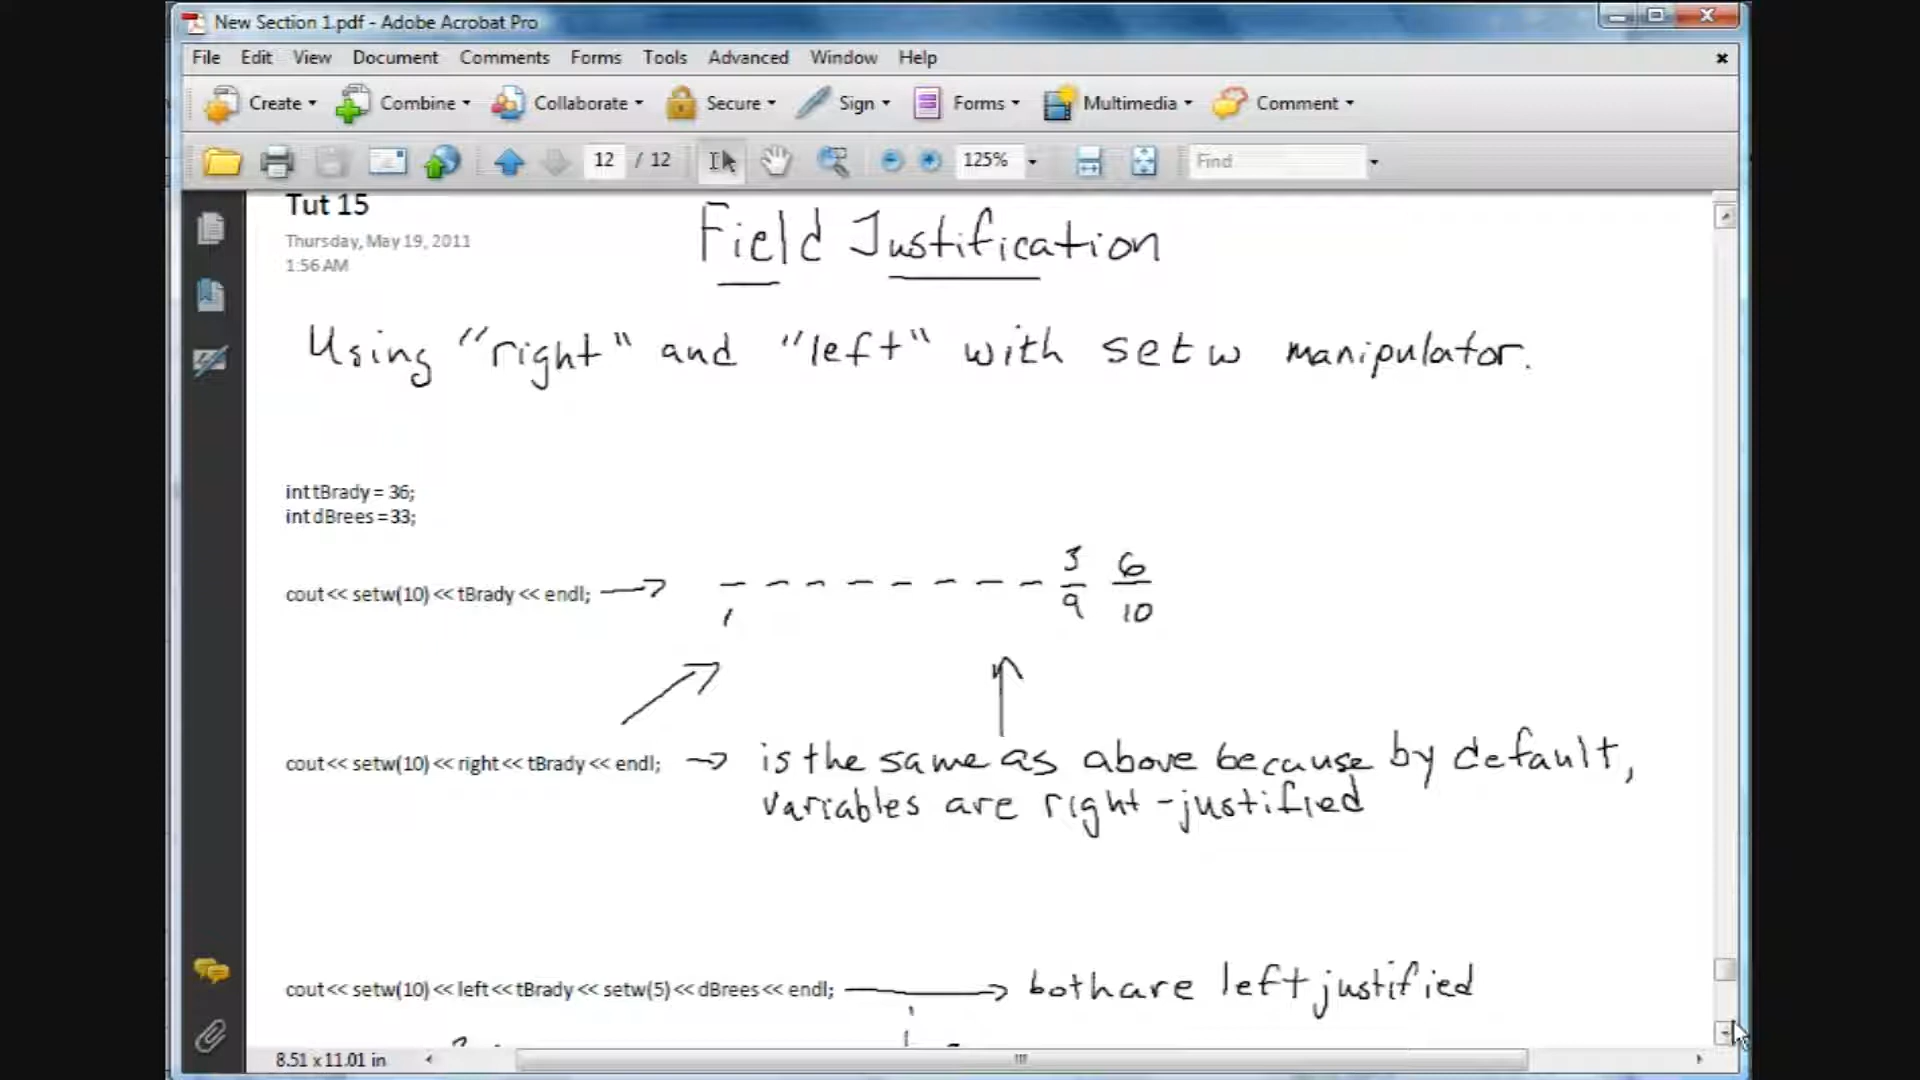 New Section 1.pdf - Adobe Acrobat Pro
File Edit View Document Comments Forms Tools Advanced Window Help
Create Combine Collaborate Secure Sign Forms Multimedia Comment
12 / 12 125% Find
Tut 15
Thursday, May 19, 2011
1:56 AM
Field Justification
Using "right" and "left" with setw manipulator.
int tBrady = 36;
int dBrees =33;
3 6
cout<< setw(10)<<tBrady<< endl;
1 9 10
cout<< setw(10)<< right<< tBrady<< endl; is the same as above because by default,
variables are right-justified
cout<< setw(10)<< left<<tBrady<< setw(5)<< dBrees<< endl; both are left justified
8.51 x 11.01 in